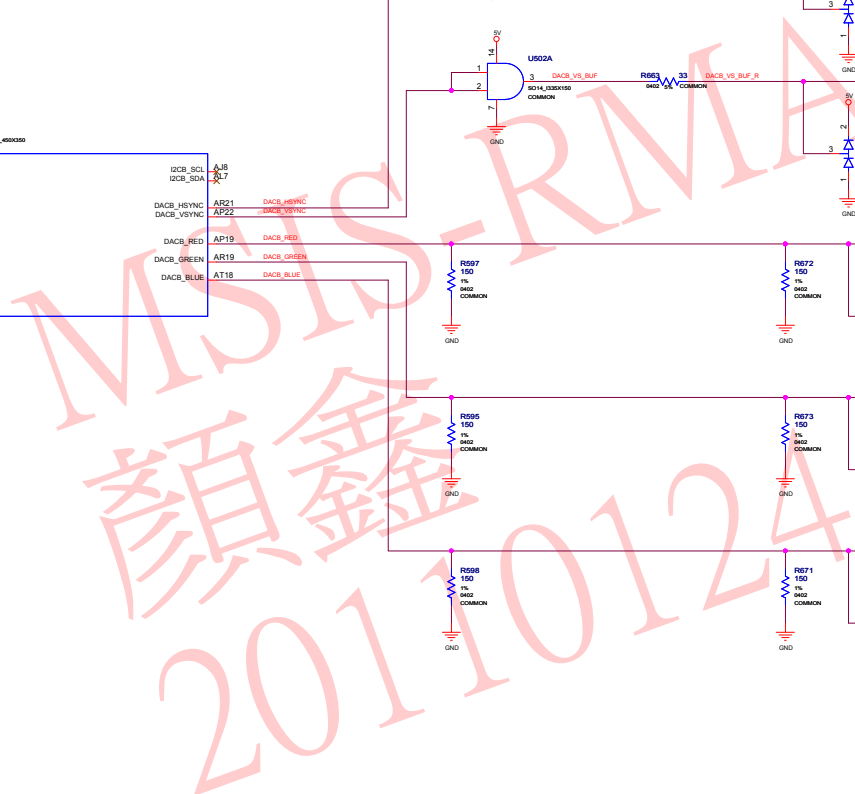 3
1
GND
5V
14
U502A
1
2
3
DACB_VS_BUF
R663
33
DACB_VS_BUF_R
0402
5%
COMMON
SO14_I335X150
COMMON
7
GND
5V
2
3
1
GND
_450X350
I2CB_SCL
AJ8
I2CB_SDA
AL7
DACB_HSYNC
AR21
DACB_HSYNC
DACB_VSYNC
AP22
DACB_VSYNC
DACB_RED
AP19
DACB_RED
DACB_GREEN
AR19
DACB_GREEN
DACB_BLUE
AT18
DACB_BLUE
R597
150
1%
0402
COMMON
GND
R672
150
1%
0402
COMMON
GND
R595
150
1%
0402
COMMON
GND
R673
150
1%
0402
COMMON
GND
R598
150
1%
0402
COMMON
GND
R671
150
1%
0402
COMMON
GND
MSIS-RMA
顏鑫
20110124